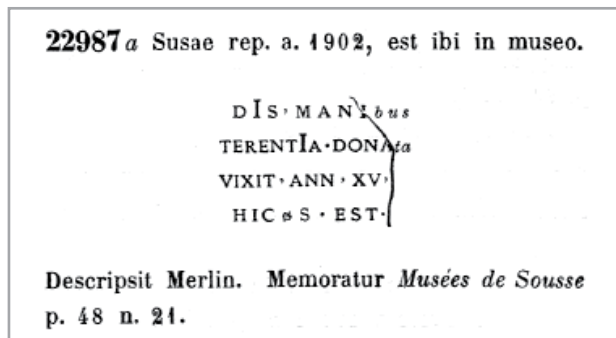 22987a Susae rep. a. 1902, est ibi in museo.
DIS · MANIbus
TERENTIA · DONAta
VIXIT · ANN · XV ·
HIC ø S · EST ·
Descripsit Merlin. Memoratur Musées de Sousse
p. 48 n. 21.